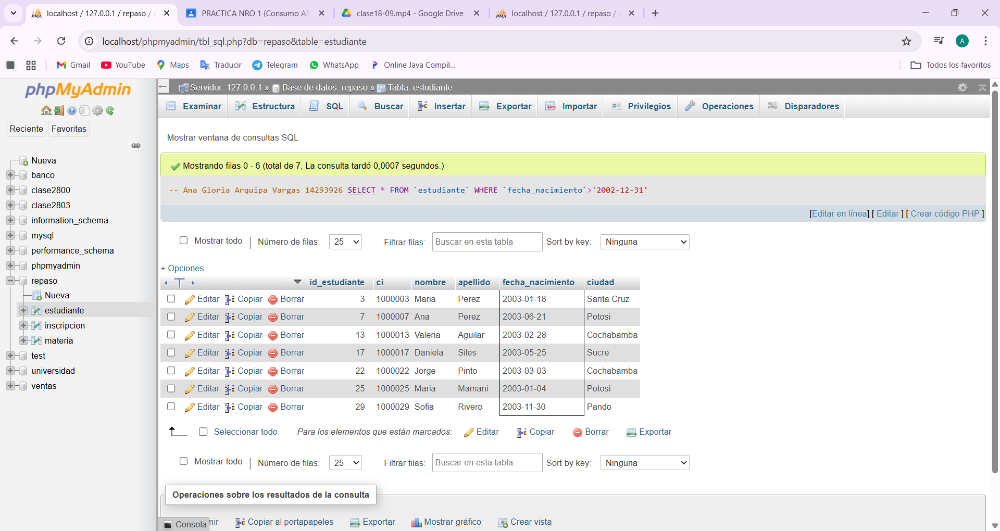 localhost / 127.0.0.1 / repaso / e
PRACTICA NRO 1 (Consumo AP
clase18-09.mp4 - Google Drive
localhost / 127.0.0.1 / repaso / e
localhost/phpmyadmin/tbl_sql.php?db=repaso&table=estudiante
A
Gmail YouTube Maps Traducir Telegram WhatsApp Online Java Compil... Todos los favoritos
phpMyAdmin
Reciente Favoritas
Nueva
banco
clase2800
clase2803
information_schema
mysql
performance_schema
phpmyadmin
repaso
Nueva
estudiante
inscripcion
materia
test
universidad
ventas
Servidor: 127.0.0.1 » Base de datos: repaso » Tabla: estudiante
Examinar Estructura SQL Buscar Insertar Exportar Importar Privilegios Operaciones Disparadores
Mostrar ventana de consultas SQL
Mostrando filas 0 - 6 (total de 7, La consulta tardó 0,0007 segundos.)
-- Ana Gloria Arquipa Vargas 14293926 SELECT * FROM `estudiante` WHERE `fecha_nacimiento`>'2002-12-31'
[Editar en línea] [ Editar ] [ Crear código PHP ]
Mostrar todo | Número de filas: 25 Filtrar filas: Buscar en esta tabla Sort by key: Ninguna
+ Opciones
id_estudiante ci nombre apellido fecha_nacimiento ciudad
Editar Copiar Borrar 3 1000003 Maria Perez 2003-01-18 Santa Cruz
Editar Copiar Borrar 7 1000007 Ana Perez 2003-06-21 Potosi
Editar Copiar Borrar 13 1000013 Valeria Aguilar 2003-02-28 Cochabamba
Editar Copiar Borrar 17 1000017 Daniela Siles 2003-05-25 Sucre
Editar Copiar Borrar 22 1000022 Jorge Pinto 2003-03-03 Cochabamba
Editar Copiar Borrar 25 1000025 Maria Mamani 2003-01-04 Potosi
Editar Copiar Borrar 29 1000029 Sofia Rivero 2003-11-30 Pando
Seleccionar todo Para los elementos que están marcados: Editar Copiar Borrar Exportar
Mostrar todo | Número de filas: 25 Filtrar filas: Buscar en esta tabla Sort by key: Ninguna
Operaciones sobre los resultados de la consulta
Consola mir Copiar al portapapeles Exportar Mostrar gráfico Crear vista